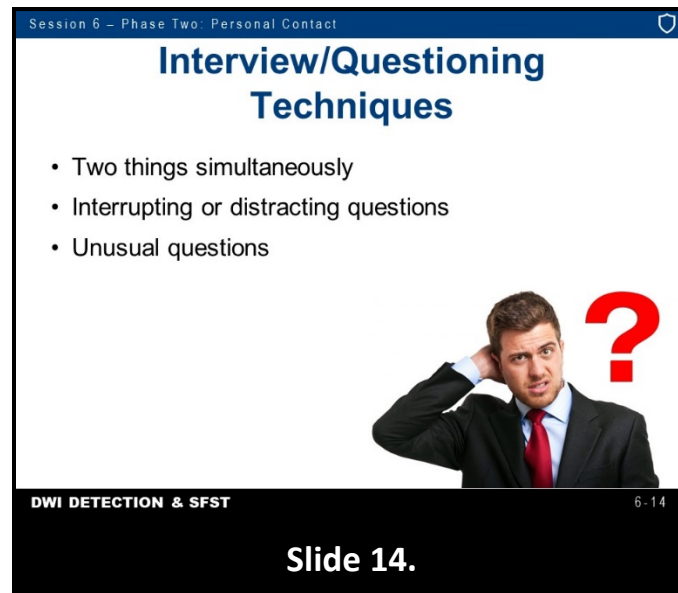 Session 6 – Phase Two: Personal Contact
Interview/Questioning
Techniques
• Two things simultaneously
• Interrupting or distracting questions
• Unusual questions
?
DWI DETECTION & SFST
6-14
Slide 14.